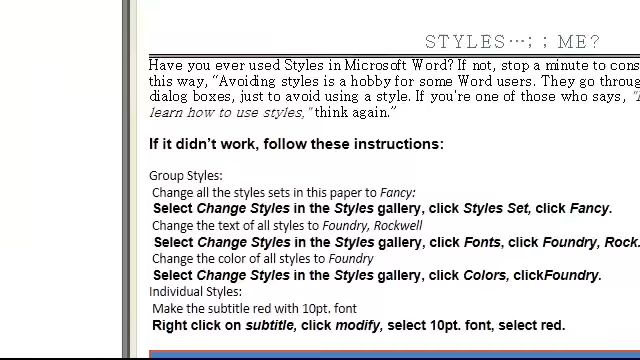 STYLES…; ; ME?
Have you ever used Styles in Microsoft Word? If not, stop a minute to cons
this way, “Avoiding styles is a hobby for some Word users. They go throug
dialog boxes, just to avoid using a style. If you're one of those who says,
learn how to use styles,” think again.”
If it didn’t work, follow these instructions:
Group Styles:
Change all the styles sets in this paper to Fancy:
Select Change Styles in the Styles gallery, click Styles Set, click Fancy.
Change the text of all styles to Foundry, Rockwell
Select Change Styles in the Styles gallery, click Fonts, click Foundry, Rock.
Change the color of all styles to Foundry
Select Change Styles in the Styles gallery, click Colors, clickFoundry.
Individual Styles:
Make the subtitle red with 10pt. font
Right click on subtitle, click modify, select 10pt. font, select red.